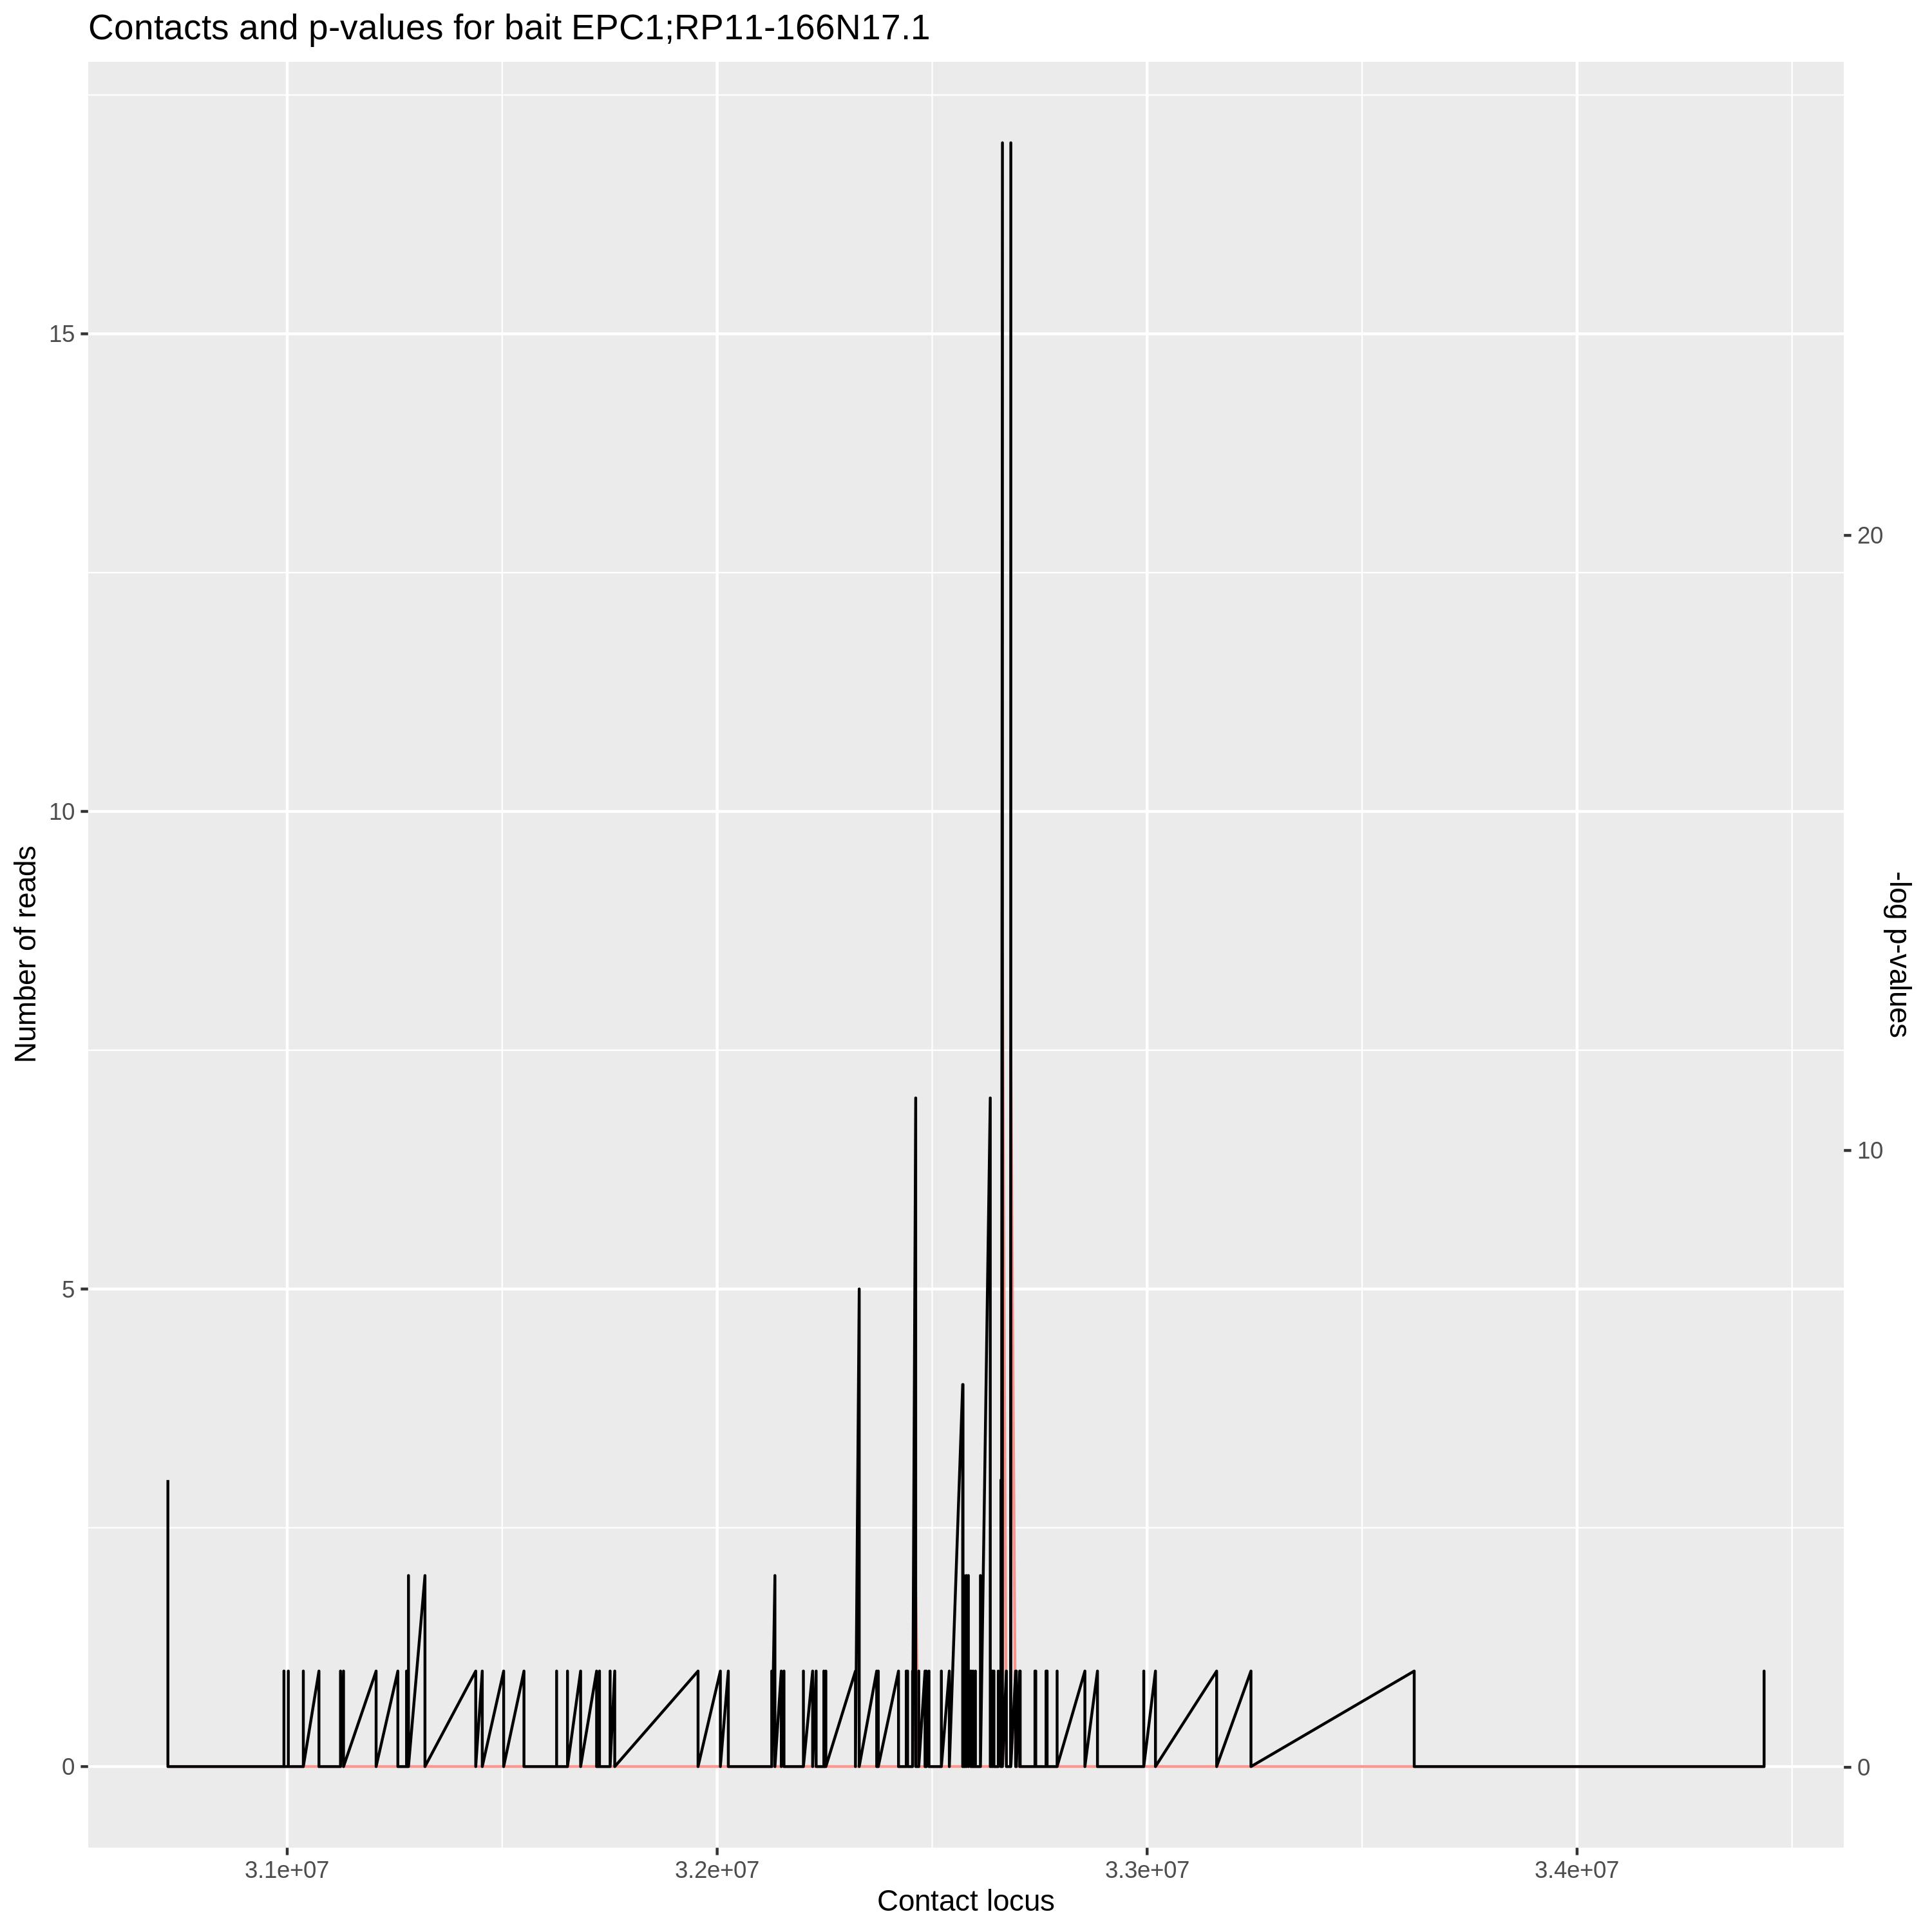 Contacts and p-values for bait EPC1;RP11-166N17.1
15
10
5
0
Number of reads
20
10
0
-log p-values
3.1e+07
3.2e+07
3.3e+07
3.4e+07
Contact locus